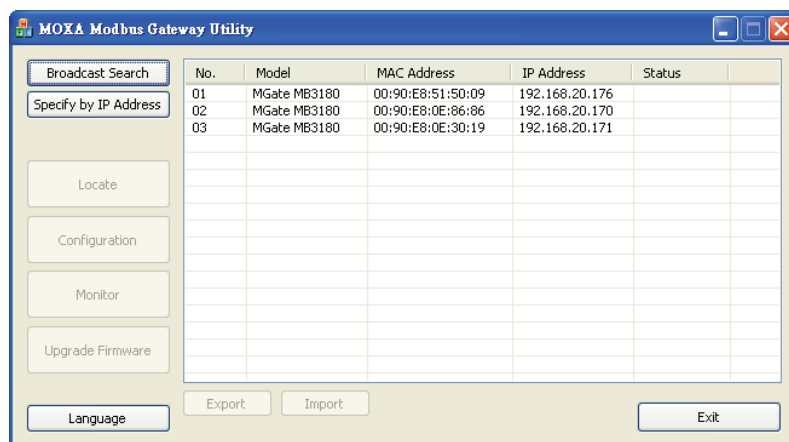 MOXA Modbus Gateway Utility
Broadcast Search
Specify by IP Address
Locate
Configuration
Monitor
Upgrade Firmware
Language
No. Model MAC Address IP Address Status
01 MGate MB3180 00:90:E8:51:50:09 192.168.20.176
02 MGate MB3180 00:90:E8:0E:86:86 192.168.20.170
03 MGate MB3180 00:90:E8:0E:30:19 192.168.20.171
Export Import
Exit